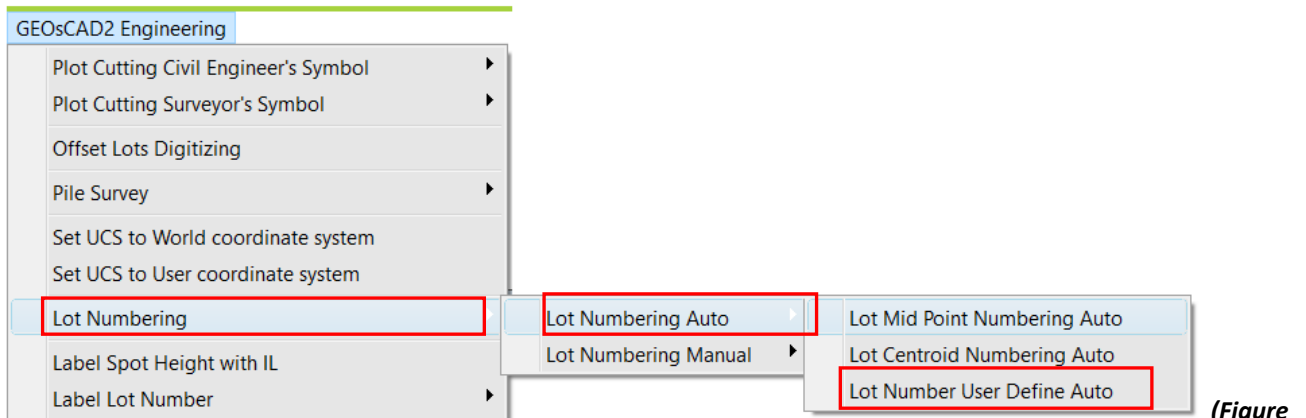 GEOsCAD2 Engineering
Plot Cutting Civil Engineer's Symbol
Plot Cutting Surveyor's Symbol
Offset Lots Digitizing
Pile Survey
Set UCS to World coordinate system
Set UCS to User coordinate system
Lot Numbering
Lot Numbering Auto
Lot Mid Point Numbering Auto
Lot Numbering Manual
Lot Centroid Numbering Auto
Lot Number User Define Auto
Label Spot Height with IL
Label Lot Number
(Figure